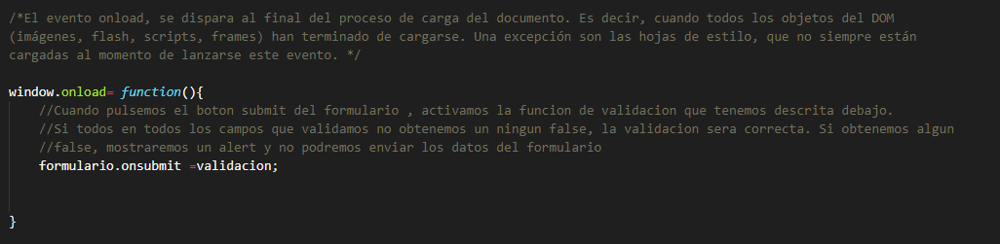 /*El evento onload, se dispara al final del proceso de carga del documento. Es decir, cuando todos los objetos del DOM
(imágenes, flash, scripts, frames) han terminado de cargarse. Una excepción son las hojas de estilo, que no siempre están
cargadas al momento de lanzarse este evento. */
window.onload= function(){
//Cuando pulsemos el boton submit del formulario , activamos la funcion de validacion que tenemos descrita debajo.
//Si todos en todos los campos que validamos no obtenemos un ningun false, la validacion sera correcta. Si obtenemos algun
//false, mostraremos un alert y no podremos enviar los datos del formulario
formulario.onsubmit =validacion;
}